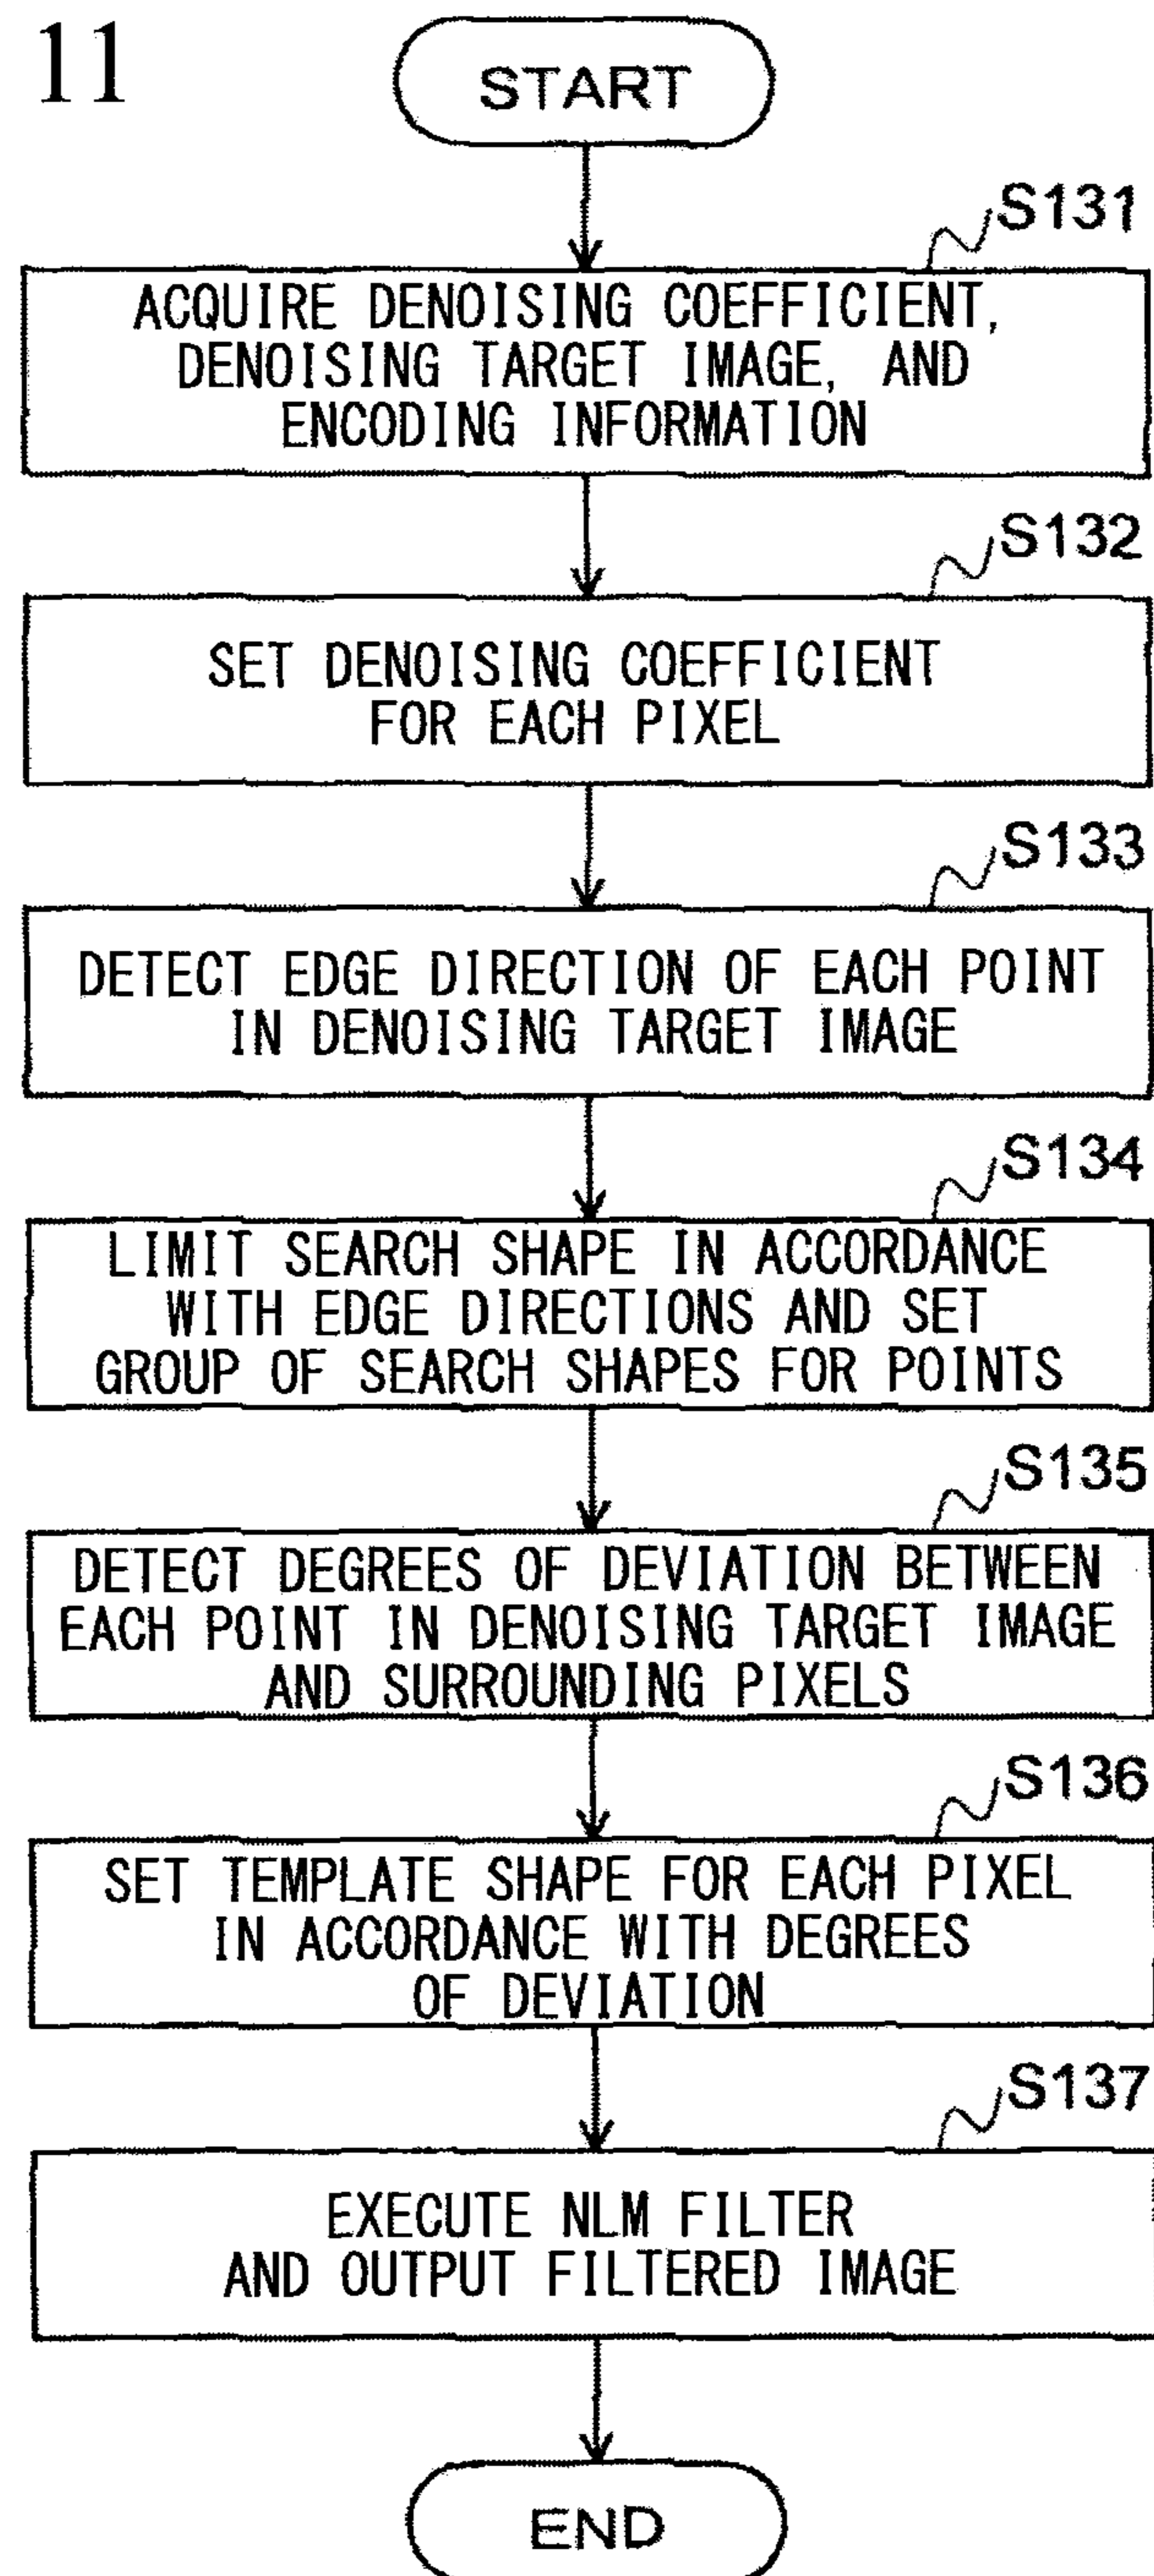 11
START
S131
ACQUIRE DENOISING COEFFICIENT,
DENOISING TARGET IMAGE, AND
ENCODING INFORMATION
S132
SET DENOISING COEFFICIENT
FOR EACH PIXEL
S133
DETECT EDGE DIRECTION OF EACH POINT
IN DENOISING TARGET IMAGE
S134
LIMIT SEARCH SHAPE IN ACCORDANCE
WITH EDGE DIRECTIONS AND SET
GROUP OF SEARCH SHAPES FOR POINTS
S135
DETECT DEGREES OF DEVIATION BETWEEN
EACH POINT IN DENOISING TARGET IMAGE
AND SURROUNDING PIXELS
S136
SET TEMPLATE SHAPE FOR EACH PIXEL
IN ACCORDANCE WITH DEGREES
OF DEVIATION
S137
EXECUTE NLM FILTER
AND OUTPUT FILTERED IMAGE
END